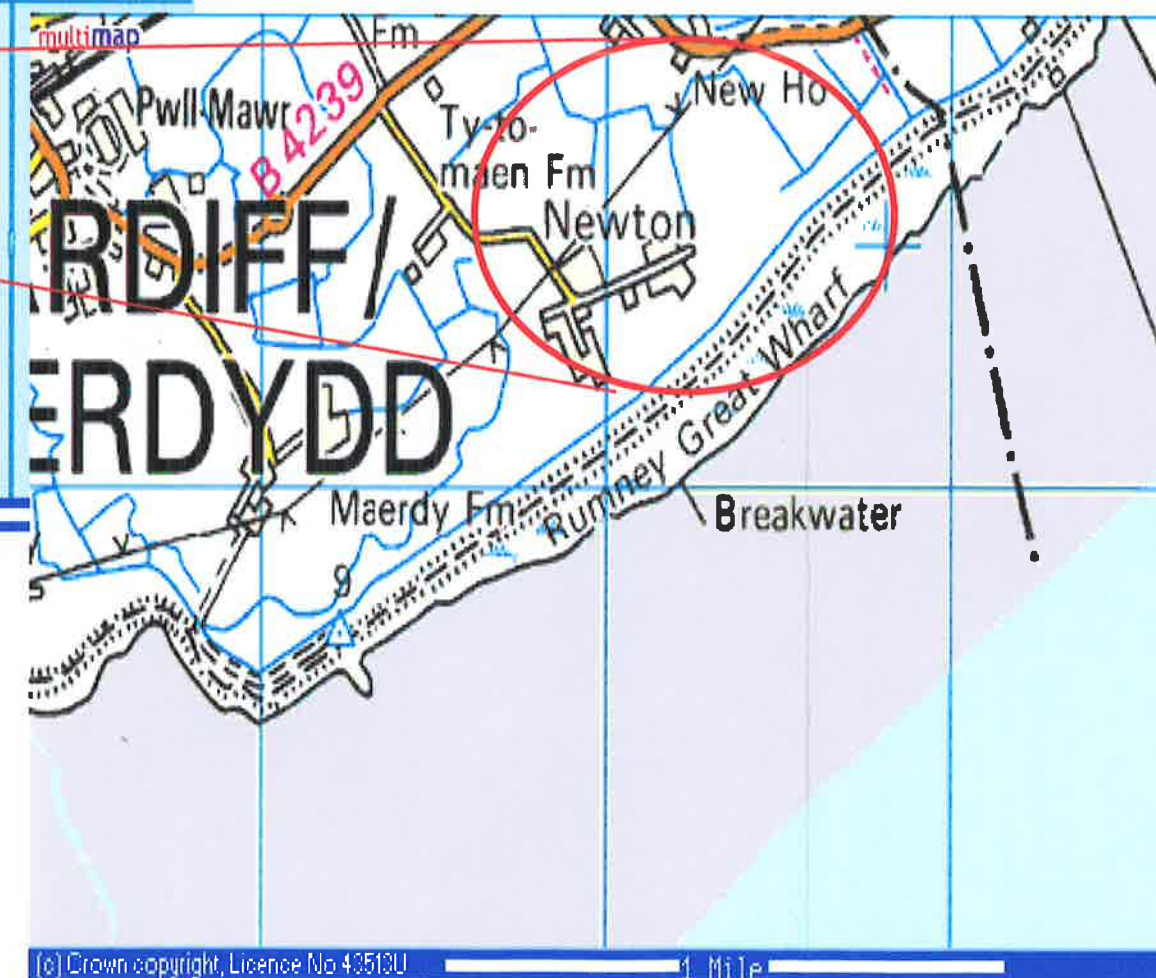 multimap
Fm
Pwll-Mawr
B 4239
Ty-to-
maen Fm
New Ho
Newton
RDIFF /
ERDYDD
Maerdy Fm
Rumney Great Wharf
Breakwater
9
(c) Crown copyright, Licence No 43513U
1 Mile